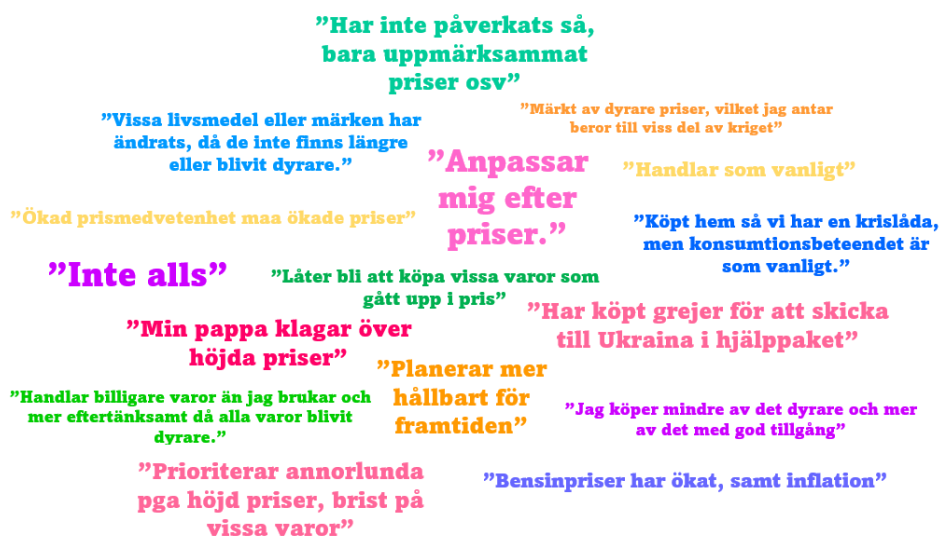 ”Har inte påverkats så,
bara uppmärksammat
priser osv”
”Märkt av dyrare priser, vilket jag antar
beror till viss del av kriget”
”Vissa livsmedel eller märken har
ändrats, då de inte finns längre
eller blivit dyrare.”
”Anpassar
mig efter
priser.”
”Handlar som vanligt”
”Ökad prismedvetenhet maa ökade priser”
”Köpt hem så vi har en krislåda,
men konsumtionsbeteendet är
som vanligt.”
”Inte alls”
”Låter bli att köpa vissa varor som
gått upp i pris”
”Har köpt grejer för att skicka
till Ukraina i hjälppaket”
”Min pappa klagar över
höjda priser”
”Planerar mer
hållbart för
framtiden”
”Handlar billigare varor än jag brukar och
mer eftertänksamt då alla varor blivit
dyrare.”
”Jag köper mindre av det dyrare och mer
av det med god tillgång”
”Prioriterar annorlunda
pga höjd priser, brist på
vissa varor”
”Bensinpriser har ökat, samt inflation”